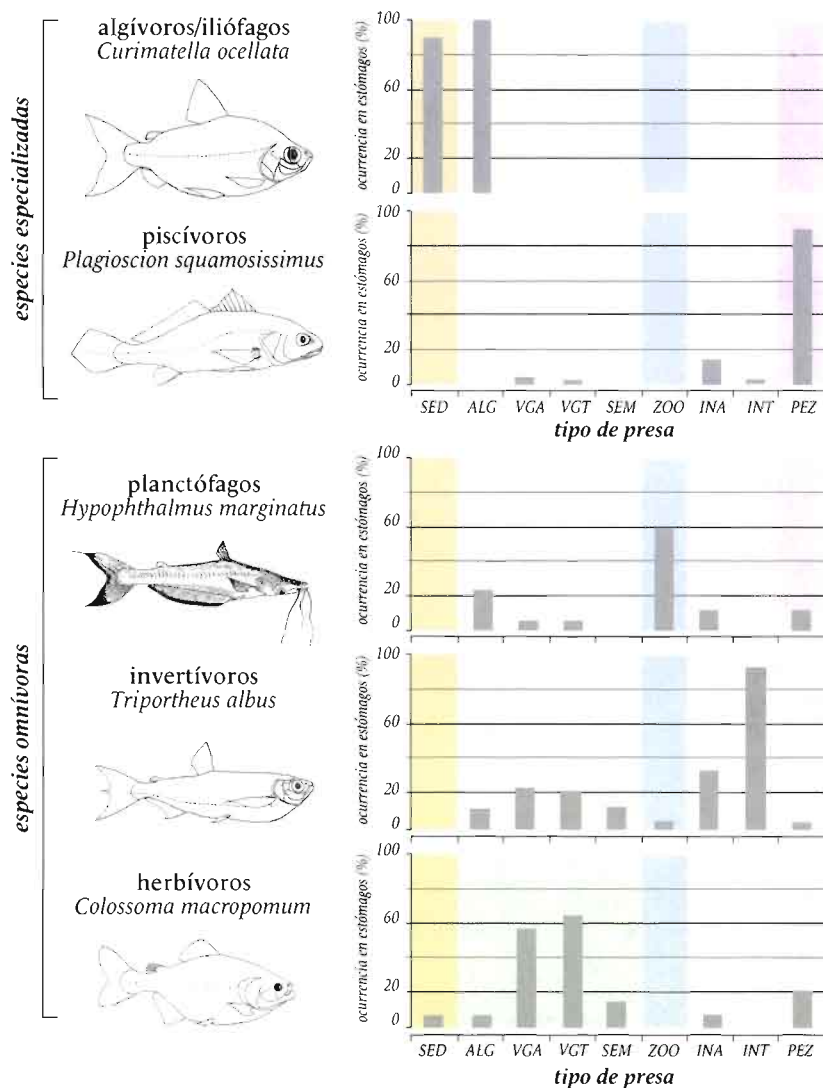 especies especializadas
algívoros/iliófagos
Curimatella ocellata
ocurrencia en estómagos (%)
100
60
20
0
piscívoros
Plagioscion squamosissimus
ocurrencia en estómagos (%)
100
60
20
0
SED ALG VGA VGT SEM ZOO INA INT PEZ
tipo de presa
especies omnívoras
planctófagos
Hypophthalmus marginatus
ocurrencia en estómagos (%)
100
60
20
0
invertívoros
Triportheus albus
ocurrencia en estómagos (%)
100
60
20
0
herbívoros
Colossoma macropomum
ocurrencia en estómagos (%)
100
60
20
0
SED ALG VGA VGT SEM ZOO INA INT PEZ
tipo de presa